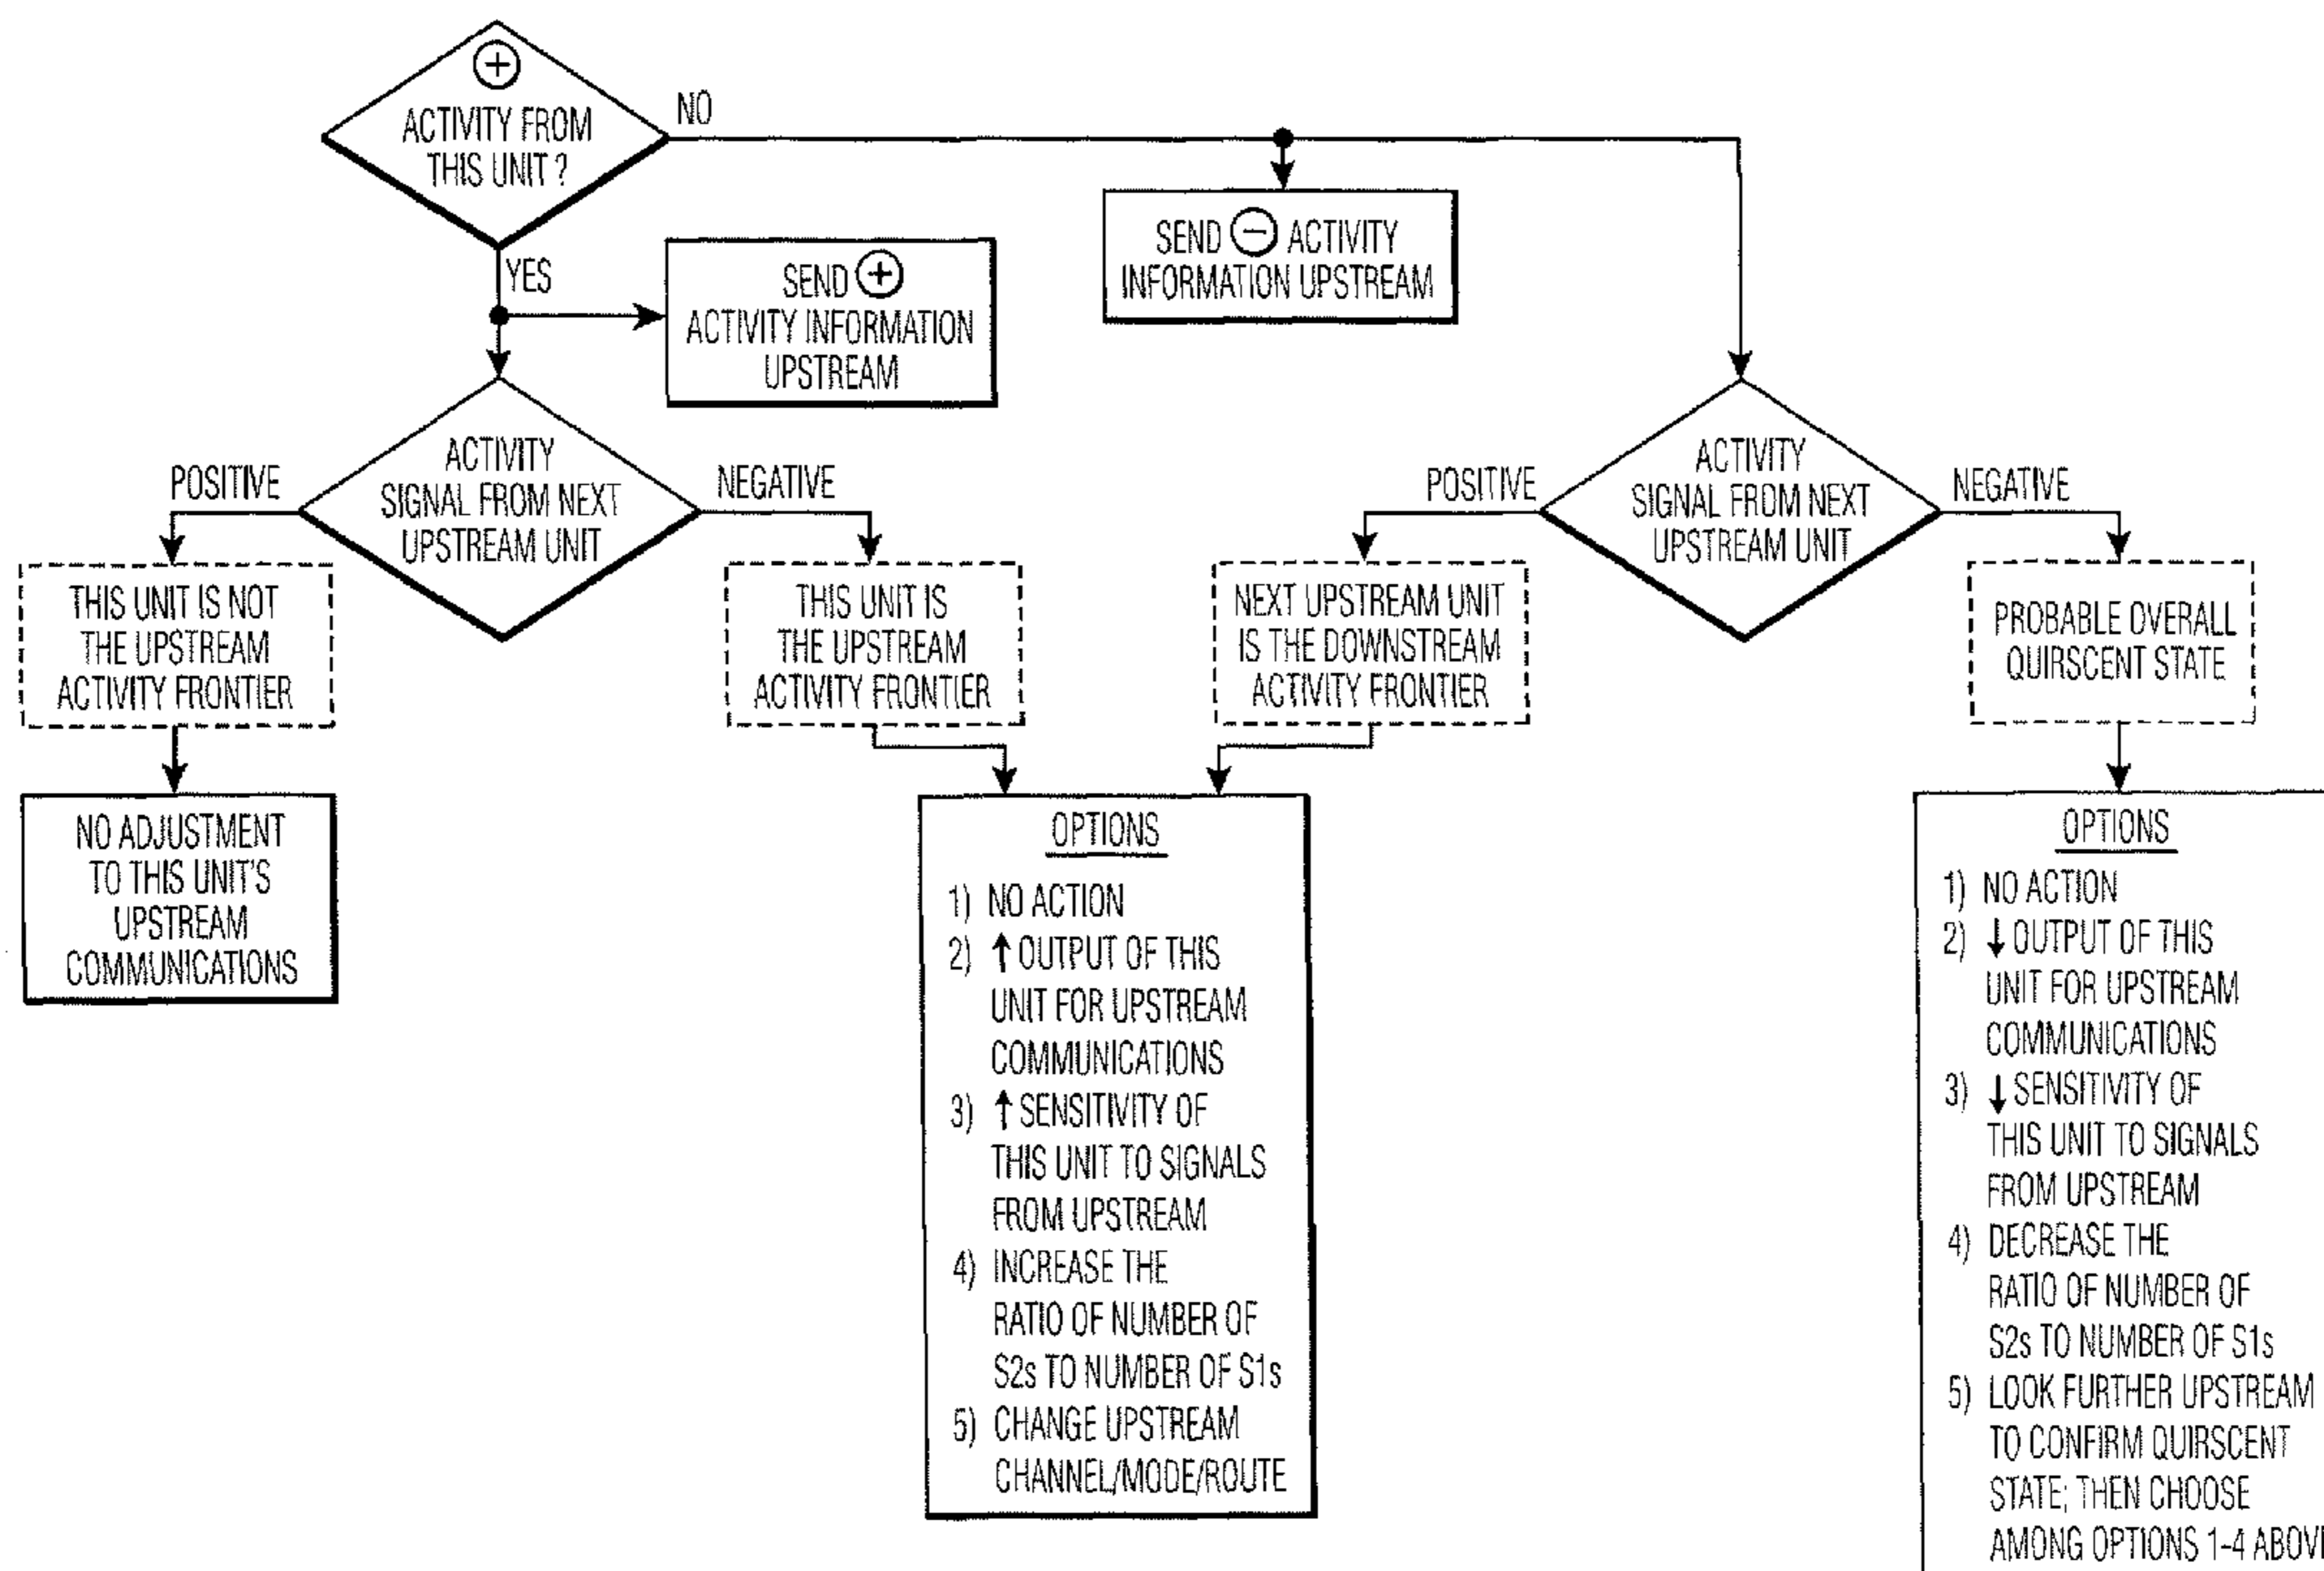 ⊕
ACTIVITY FROM
THIS UNIT?
NO
YES
SEND ⊕
ACTIVITY INFORMATION
UPSTREAM
SEND ⊖ ACTIVITY
INFORMATION UPSTREAM
ACTIVITY
SIGNAL FROM NEXT
UPSTREAM UNIT
POSITIVE
NEGATIVE
ACTIVITY
SIGNAL FROM NEXT
UPSTREAM UNIT
POSITIVE
NEGATIVE
THIS UNIT IS NOT
THE UPSTREAM
ACTIVITY FRONTIER
THIS UNIT IS
THE UPSTREAM
ACTIVITY FRONTIER
NEXT UPSTREAM UNIT
IS THE DOWNSTREAM
ACTIVITY FRONTIER
PROBABLE OVERALL
QUIRSCENT STATE
NO ADJUSTMENT
TO THIS UNIT'S
UPSTREAM
COMMUNICATIONS
OPTIONS
1) NO ACTION
2) ↑ OUTPUT OF THIS
UNIT FOR UPSTREAM
COMMUNICATIONS
3) ↑ SENSITIVITY OF
THIS UNIT TO SIGNALS
FROM UPSTREAM
4) INCREASE THE
RATIO OF NUMBER OF
S2s TO NUMBER OF S1s
5) CHANGE UPSTREAM
CHANNEL/MODE/ROUTE
OPTIONS
1) NO ACTION
2) ↓ OUTPUT OF THIS
UNIT FOR UPSTREAM
COMMUNICATIONS
3) ↓ SENSITIVITY OF
THIS UNIT TO SIGNALS
FROM UPSTREAM
4) DECREASE THE
RATIO OF NUMBER OF
S2s TO NUMBER OF S1s
5) LOOK FURTHER UPSTREAM
TO CONFIRM QUIRSCENT
STATE; THEN CHOOSE
AMONG OPTIONS 1-4